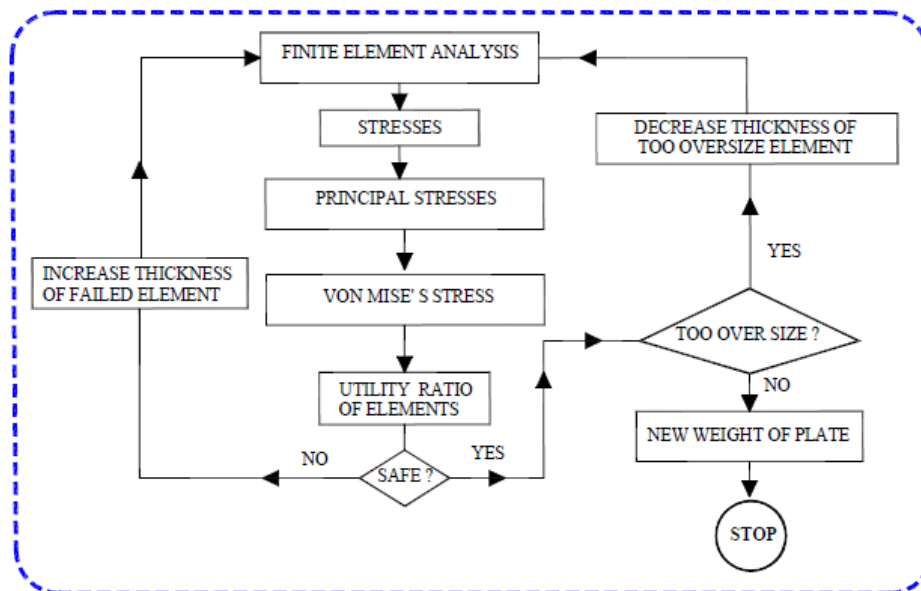 FINITE ELEMENT ANALYSIS
STRESSES
PRINCIPAL STRESSES
VON MISE'S STRESS
UTILITY RATIO
OF ELEMENTS
SAFE ?
NO
YES
INCREASE THICKNESS
OF FAILED ELEMENT
DECREASE THICKNESS OF
TOO OVERSIZE ELEMENT
YES
TOO OVER SIZE ?
NO
NEW WEIGHT OF PLATE
STOP